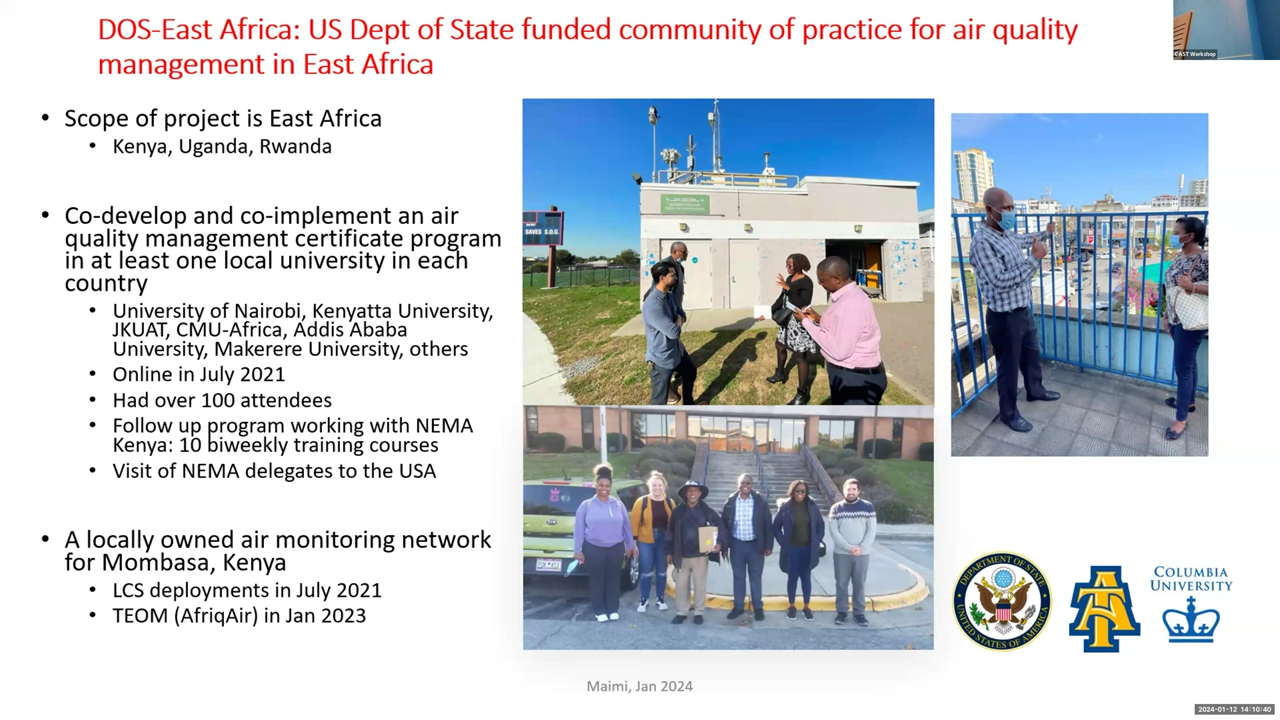 DOS-East Africa: US Dept of State funded community of practice for air quality
management in East Africa
• Scope of project is East Africa
• Kenya, Uganda, Rwanda
• Co-develop and co-implement an air
quality management certificate program
in at least one local university in each
country
• University of Nairobi, Kenyatta University,
JKUAT, CMU-Africa, Addis Ababa
University, Makerere University, others
• Online in July 2021
• Had over 100 attendees
• Follow up program working with NEMA
Kenya: 10 biweekly training courses
• Visit of NEMA delegates to the USA
• A locally owned air monitoring network
for Mombasa, Kenya
• LCS deployments in July 2021
• TEOM (AfriqAir) in Jan 2023
SAVES S.O.G.
DEPARTMENT OF STATE
UNITED STATES OF AMERICA
AT
COLUMBIA
UNIVERSITY
Maimi, Jan 2024
AST Workshop
2024-01-12 14:10:40